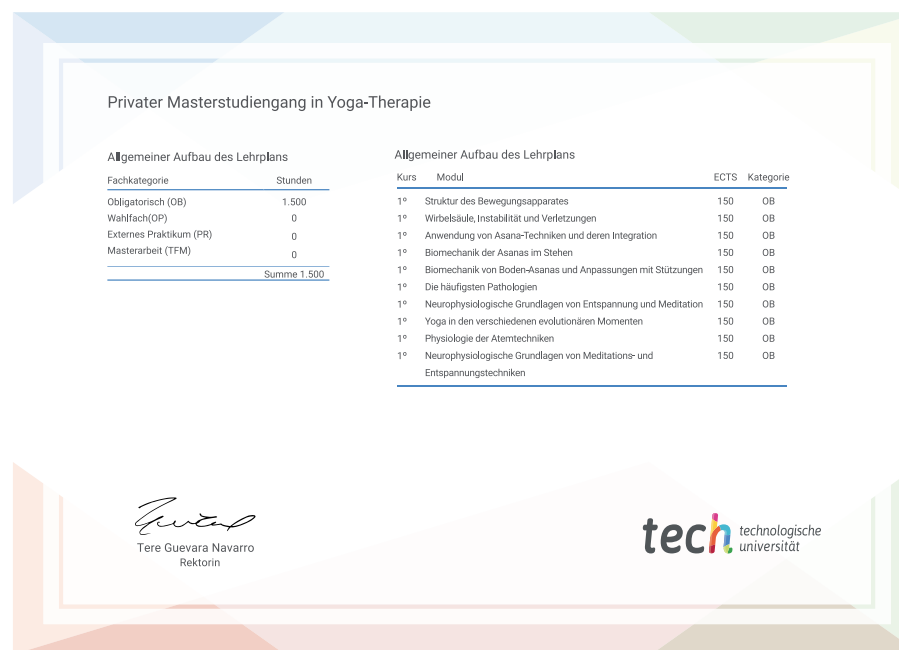 Privater Masterstudiengang in Yoga-Therapie
Allgemeiner Aufbau des Lehrplans
Fachkategorie Stunden
Obligatorisch (OB) 1.500
Wahlfach(OP) 0
Externes Praktikum (PR) 0
Masterarbeit (TFM) 0
Summe 1.500
Allgemeiner Aufbau des Lehrplans
Kurs Modul ECTS Kategorie
1º Struktur des Bewegungsapparates 150 OB
1º Wirbelsäule, Instabilität und Verletzungen 150 OB
1º Anwendung von Asana-Techniken und deren Integration 150 OB
1º Biomechanik der Asanas im Stehen 150 OB
1º Biomechanik von Boden-Asanas und Anpassungen mit Stützungen 150 OB
1º Die häufigsten Pathologien 150 OB
1º Neurophysiologische Grundlagen von Entspannung und Meditation 150 OB
1º Yoga in den verschiedenen evolutionären Momenten 150 OB
1º Physiologie der Atemtechniken 150 OB
1º Neurophysiologische Grundlagen von Meditations- und 150 OB
Entspannungstechniken
Tere Guevara Navarro
Rektorin
tech technologische
universität